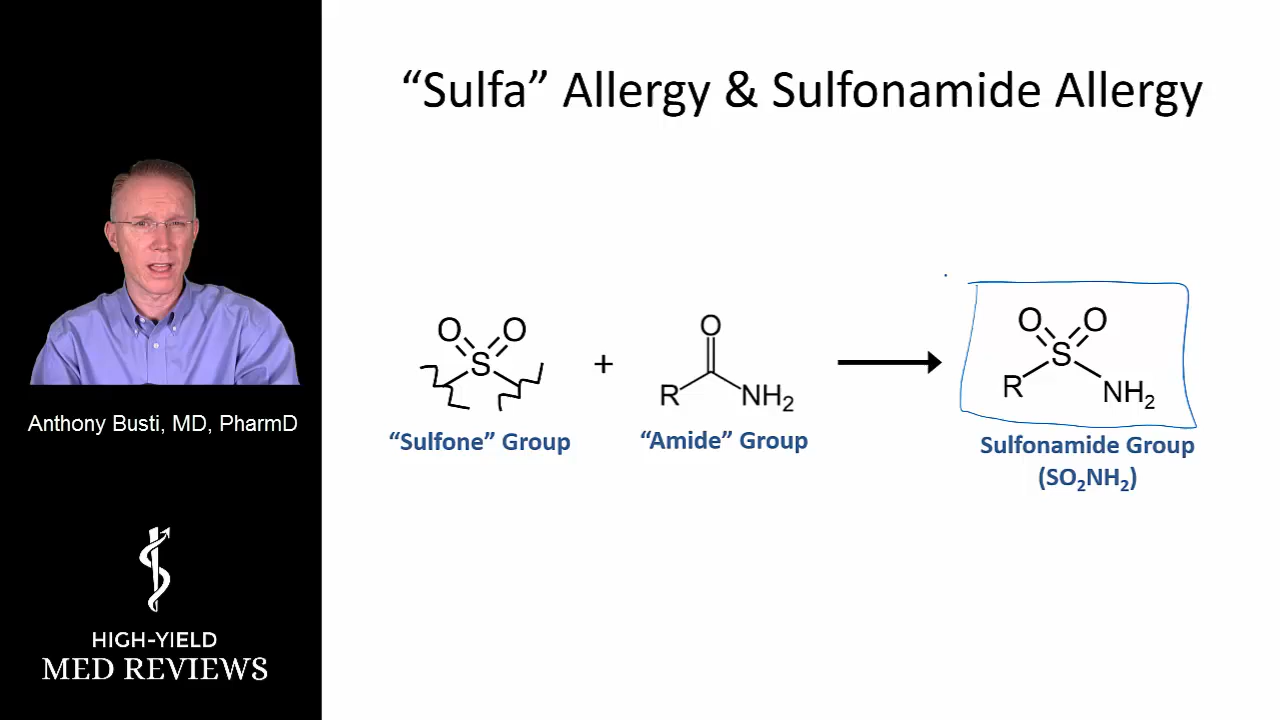 “Sulfa” Allergy & Sulfonamide Allergy
O O
S
+
O
R NH₂
O O
S
R NH₂
“Sulfone” Group
“Amide” Group
Sulfonamide Group
(SO₂NH₂)
Anthony Busti, MD, PharmD
HIGH-YIELD
MED REVIEWS